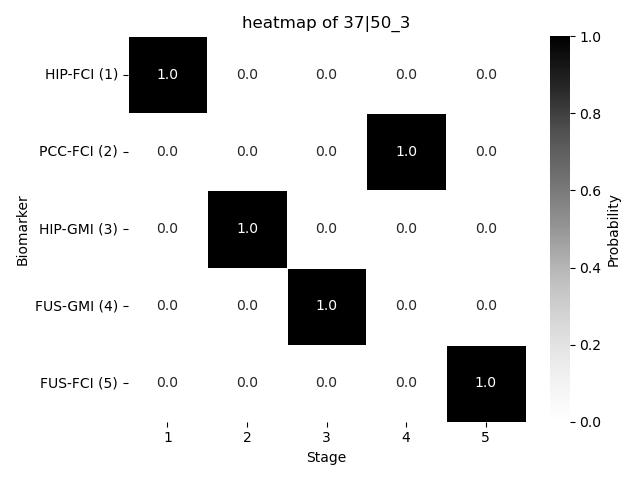 heatmap of 37|50_3
Biomarker
HIP-FCI (1) 1.0 0.0 0.0 0.0 0.0
PCC-FCI (2) 0.0 0.0 0.0 1.0 0.0
HIP-GMI (3) 0.0 1.0 0.0 0.0 0.0
FUS-GMI (4) 0.0 0.0 1.0 0.0 0.0
FUS-FCI (5) 0.0 0.0 0.0 0.0 1.0
1 2 3 4 5
Stage
1.0
0.8
0.6
0.4
0.2
0.0
Probability